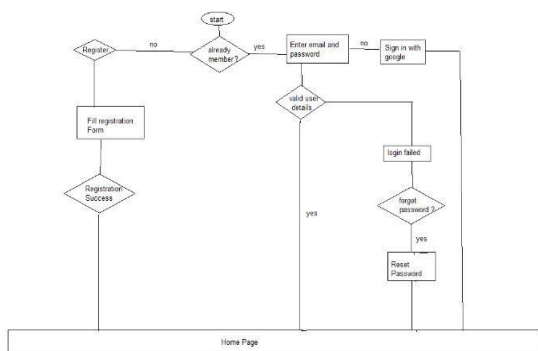 start
Register
no
already
member?
yes
Enter email and
password
no
Sign in with
google
valid user
details
Fill registration
Form
login failed
Registration
Success
forget
password ?
yes
yes
Reset
Password
Home Page